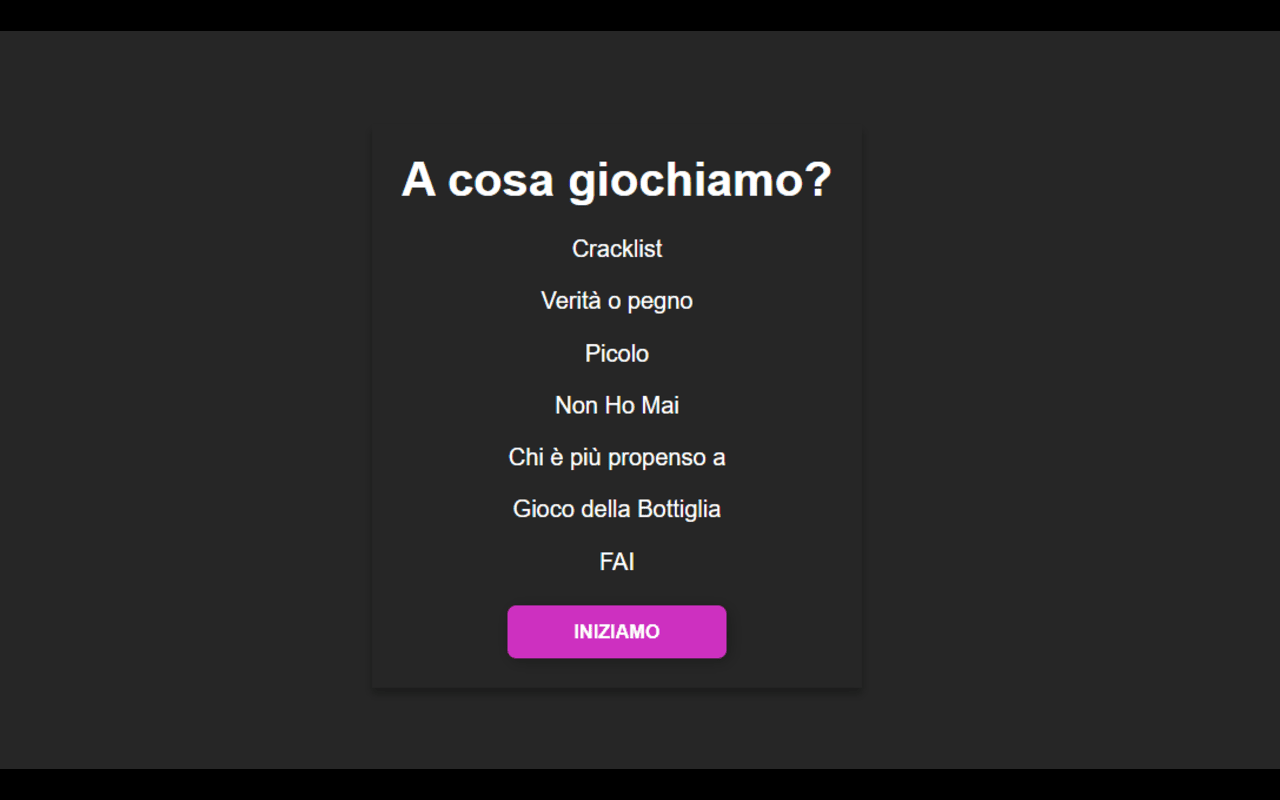 A cosa giochiamo?
Cracklist
Verità o pegno
Picolo
Non Ho Mai
Chi è più propenso a
Gioco della Bottiglia
FAI
INIZIAMO